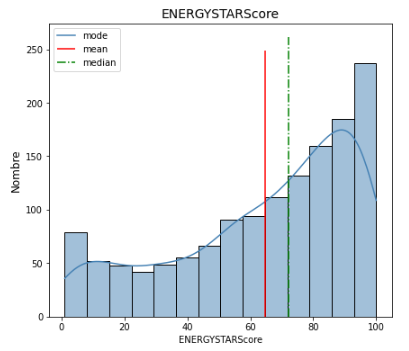 ENERGYSTARScore
mode
mean
median
250
200
150
100
50
0
Nombre
0 20 40 60 80 100
ENERGYSTARScore